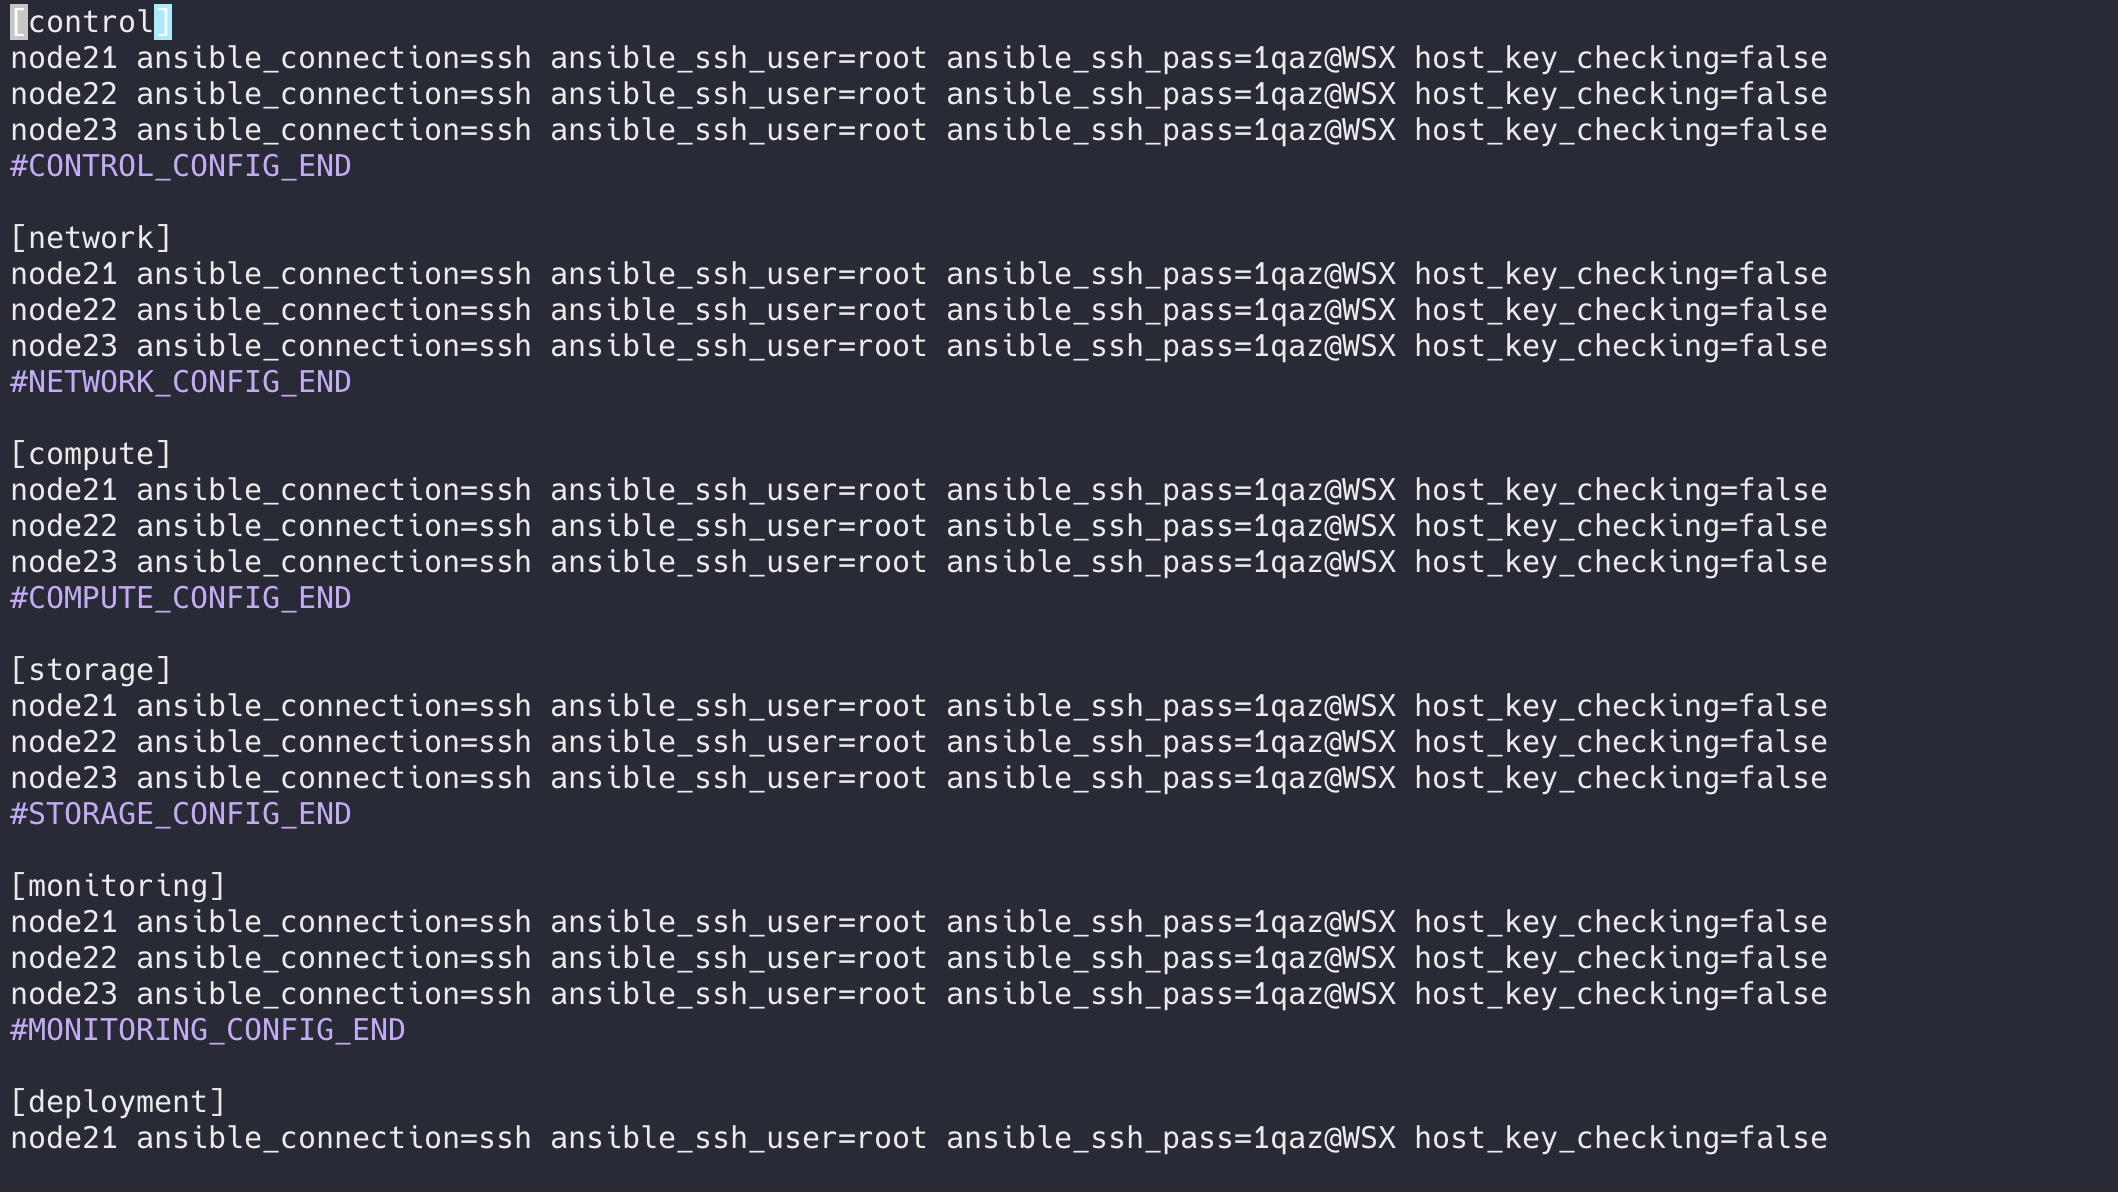 [control]
node21 ansible_connection=ssh ansible_ssh_user=root ansible_ssh_pass=1qaz@WSX host_key_checking=false
node22 ansible_connection=ssh ansible_ssh_user=root ansible_ssh_pass=1qaz@WSX host_key_checking=false
node23 ansible_connection=ssh ansible_ssh_user=root ansible_ssh_pass=1qaz@WSX host_key_checking=false
#CONTROL_CONFIG_END

[network]
node21 ansible_connection=ssh ansible_ssh_user=root ansible_ssh_pass=1qaz@WSX host_key_checking=false
node22 ansible_connection=ssh ansible_ssh_user=root ansible_ssh_pass=1qaz@WSX host_key_checking=false
node23 ansible_connection=ssh ansible_ssh_user=root ansible_ssh_pass=1qaz@WSX host_key_checking=false
#NETWORK_CONFIG_END

[compute]
node21 ansible_connection=ssh ansible_ssh_user=root ansible_ssh_pass=1qaz@WSX host_key_checking=false
node22 ansible_connection=ssh ansible_ssh_user=root ansible_ssh_pass=1qaz@WSX host_key_checking=false
node23 ansible_connection=ssh ansible_ssh_user=root ansible_ssh_pass=1qaz@WSX host_key_checking=false
#COMPUTE_CONFIG_END

[storage]
node21 ansible_connection=ssh ansible_ssh_user=root ansible_ssh_pass=1qaz@WSX host_key_checking=false
node22 ansible_connection=ssh ansible_ssh_user=root ansible_ssh_pass=1qaz@WSX host_key_checking=false
node23 ansible_connection=ssh ansible_ssh_user=root ansible_ssh_pass=1qaz@WSX host_key_checking=false
#STORAGE_CONFIG_END

[monitoring]
node21 ansible_connection=ssh ansible_ssh_user=root ansible_ssh_pass=1qaz@WSX host_key_checking=false
node22 ansible_connection=ssh ansible_ssh_user=root ansible_ssh_pass=1qaz@WSX host_key_checking=false
node23 ansible_connection=ssh ansible_ssh_user=root ansible_ssh_pass=1qaz@WSX host_key_checking=false
#MONITORING_CONFIG_END

[deployment]
node21 ansible_connection=ssh ansible_ssh_user=root ansible_ssh_pass=1qaz@WSX host_key_checking=false